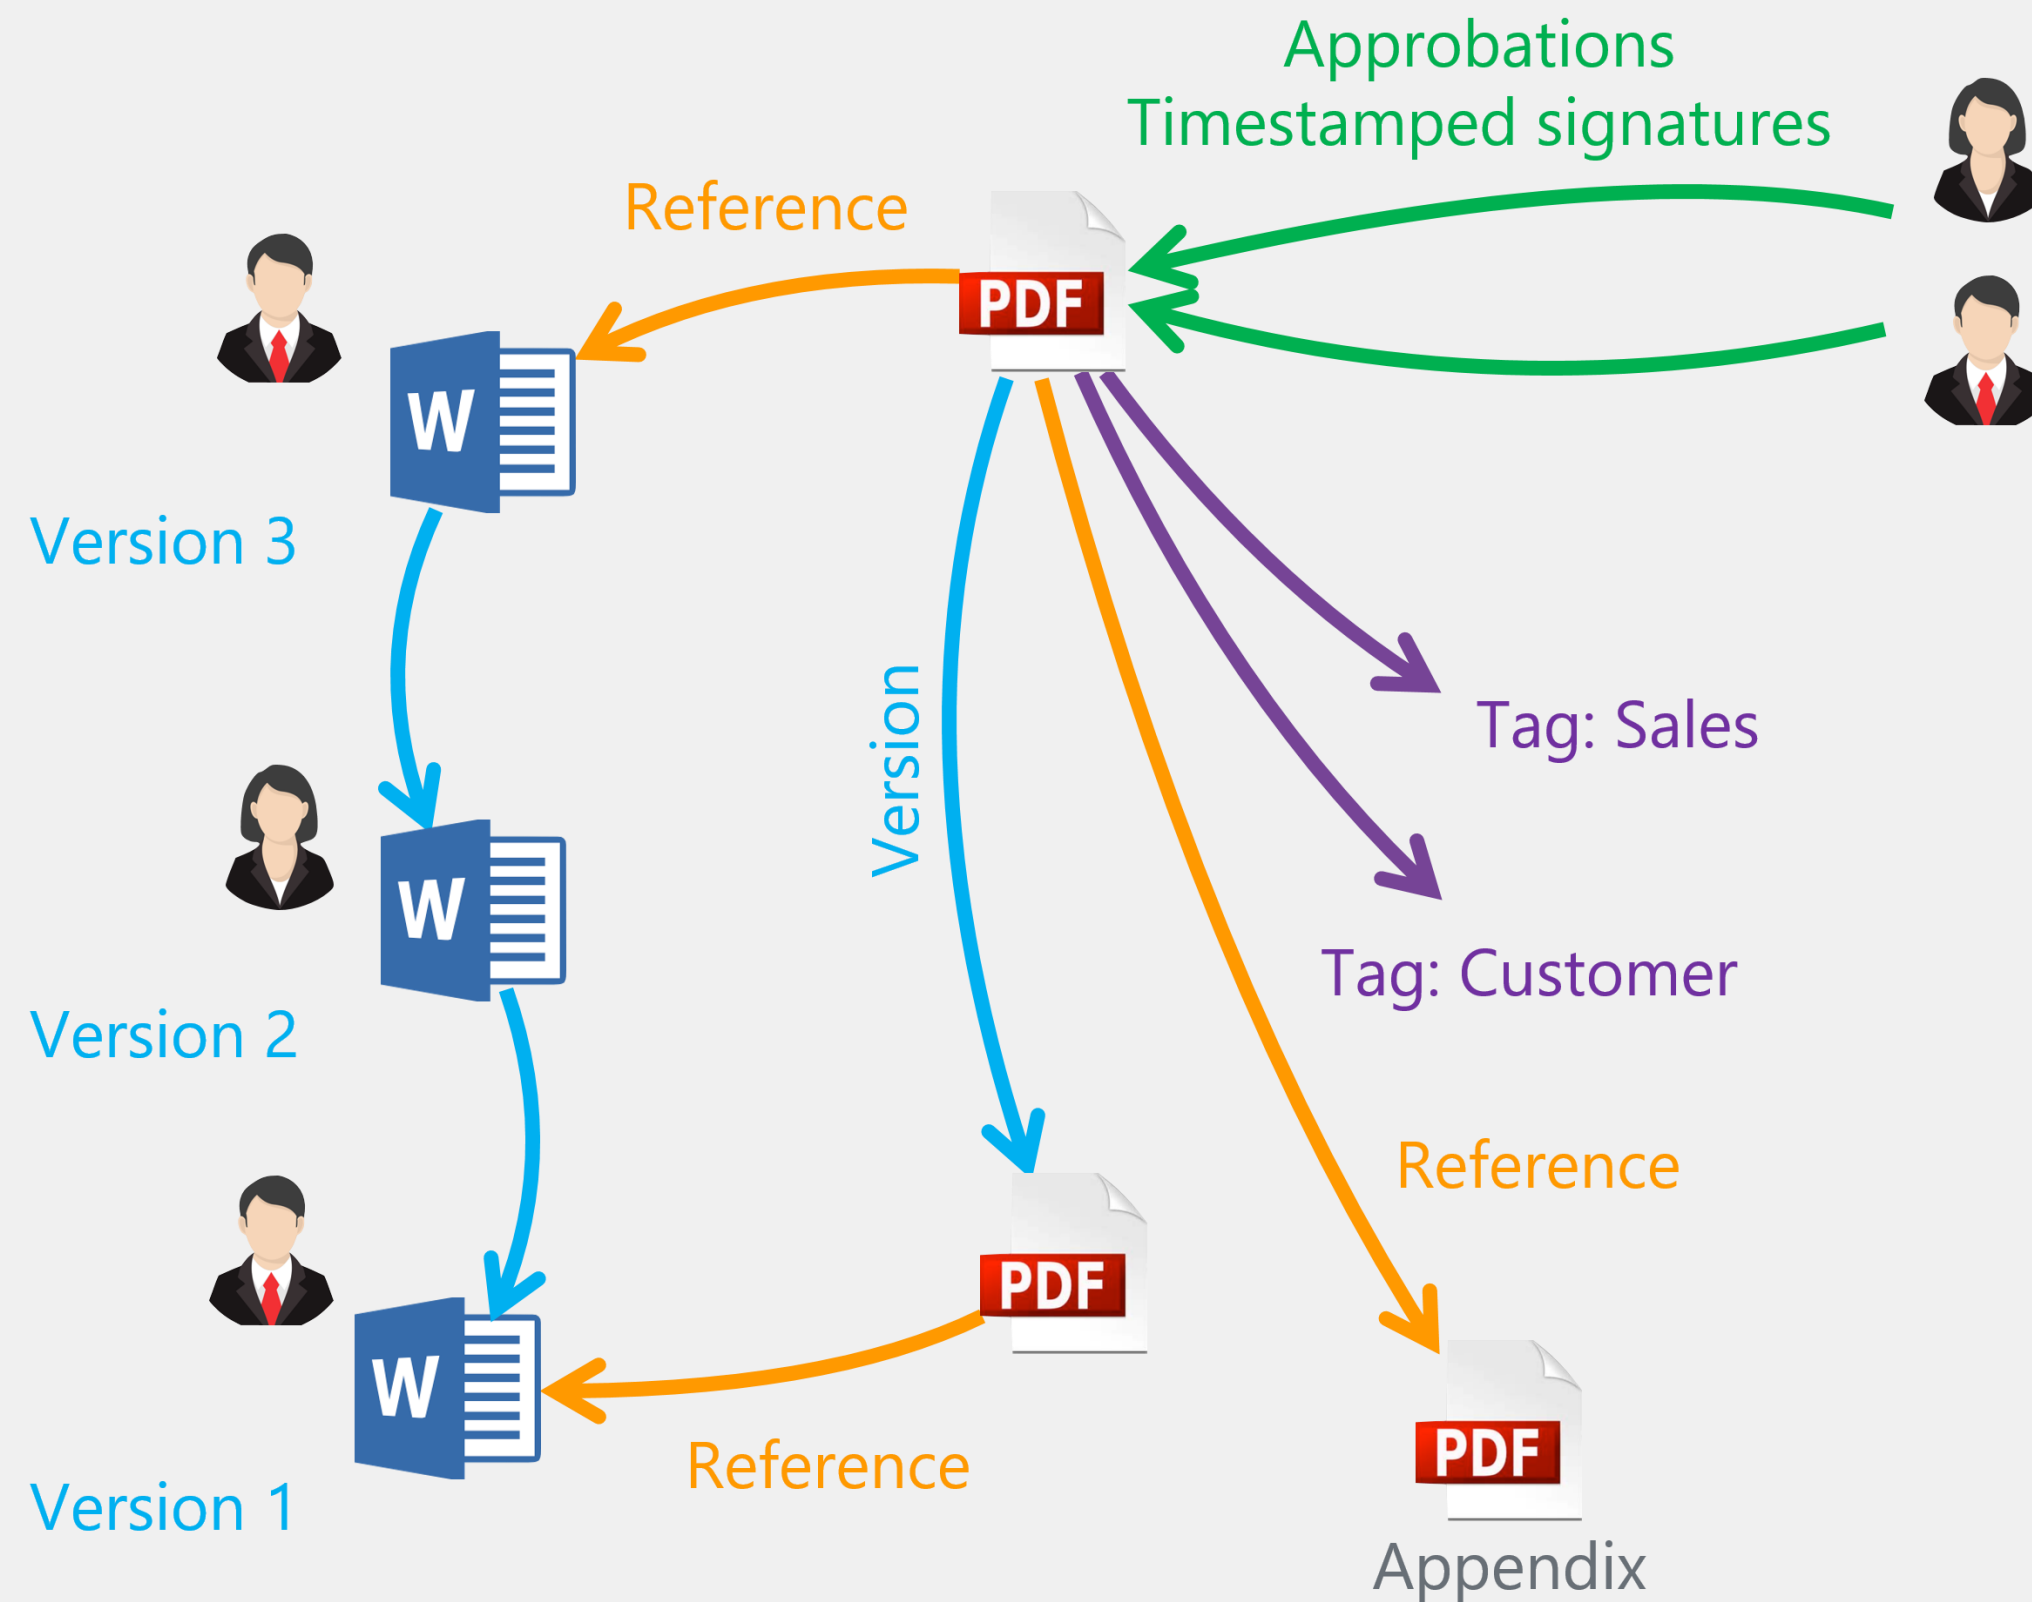 Approbations
Timestamped signatures
Reference
PDF
W
Version 3
Version
Tag: Sales
W
Tag: Customer
Version 2
Reference
PDF
W
Reference
PDF
Version 1
Appendix